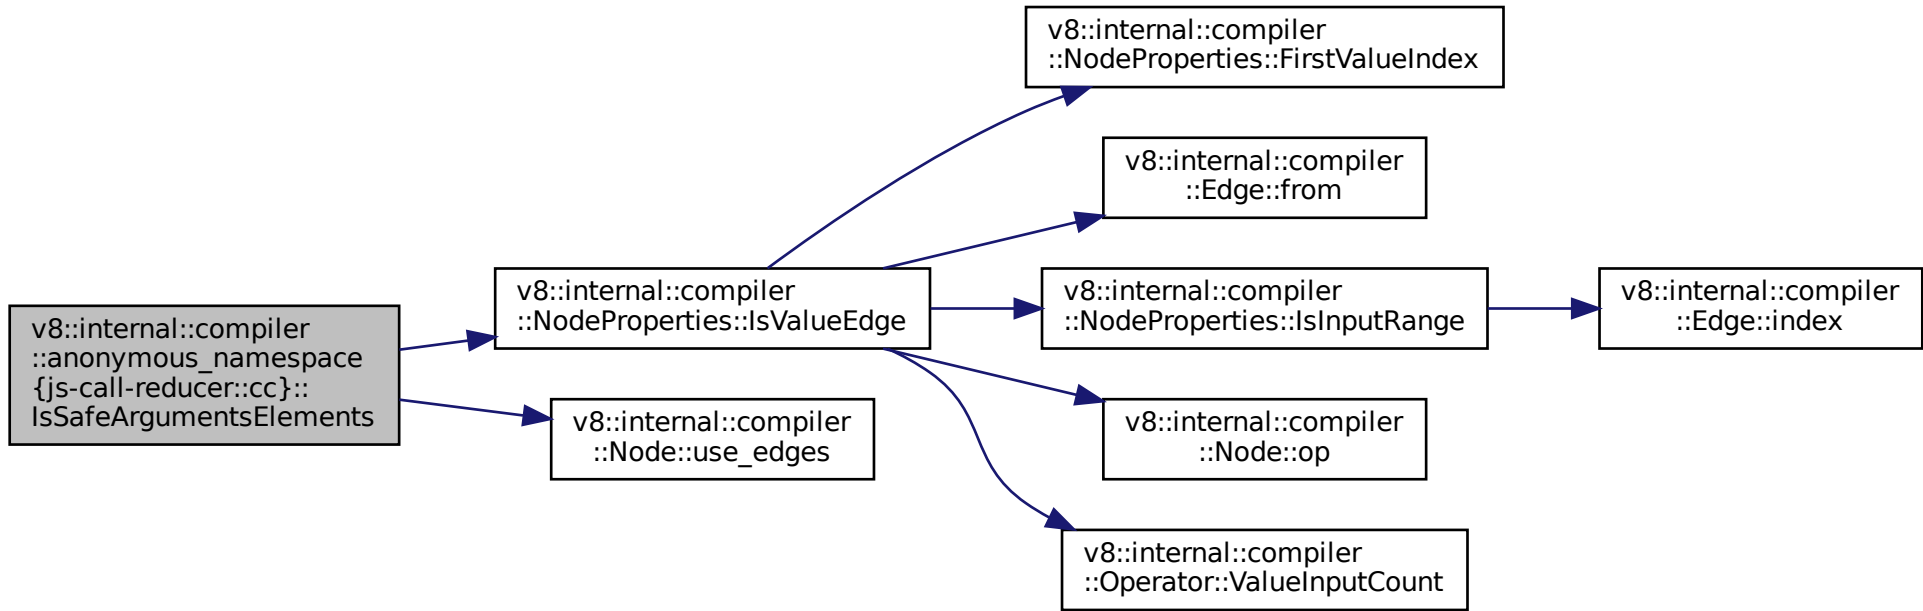 v8::internal::compiler
::anonymous_namespace
{js-call-reducer::cc}::
IsSafeArgumentsElements
v8::internal::compiler
::NodeProperties::IsValueEdge
v8::internal::compiler
::Node::use_edges
v8::internal::compiler
::NodeProperties::FirstValueIndex
v8::internal::compiler
::Edge::from
v8::internal::compiler
::NodeProperties::IsInputRange
v8::internal::compiler
::Node::op
v8::internal::compiler
::Operator::ValueInputCount
v8::internal::compiler
::Edge::index